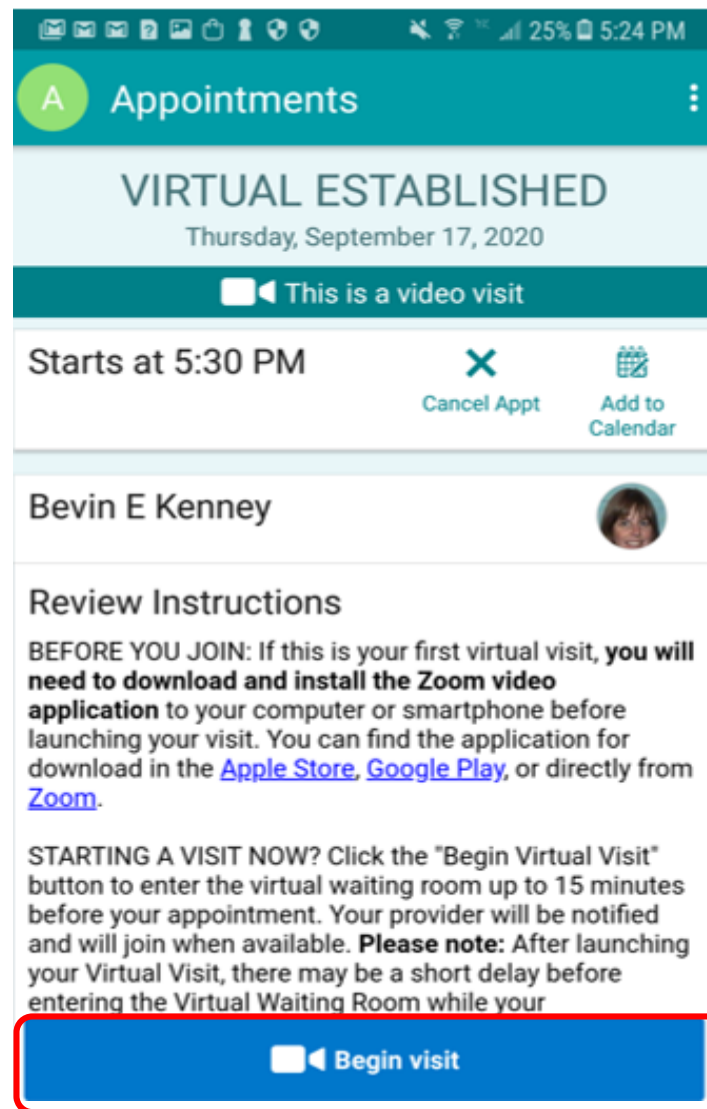 25% 5:24 PM
A Appointments
VIRTUAL ESTABLISHED
Thursday, September 17, 2020
This is a video visit
Starts at 5:30 PM
Cancel Appt
Add to
Calendar
Bevin E Kenney
Review Instructions
BEFORE YOU JOIN: If this is your first virtual visit, you will
need to download and install the Zoom video
application to your computer or smartphone before
launching your visit. You can find the application for
download in the Apple Store, Google Play, or directly from
Zoom.
STARTING A VISIT NOW? Click the "Begin Virtual Visit"
button to enter the virtual waiting room up to 15 minutes
before your appointment. Your provider will be notified
and will join when available. Please note: After launching
your Virtual Visit, there may be a short delay before
entering the Virtual Waiting Room while your
Begin visit